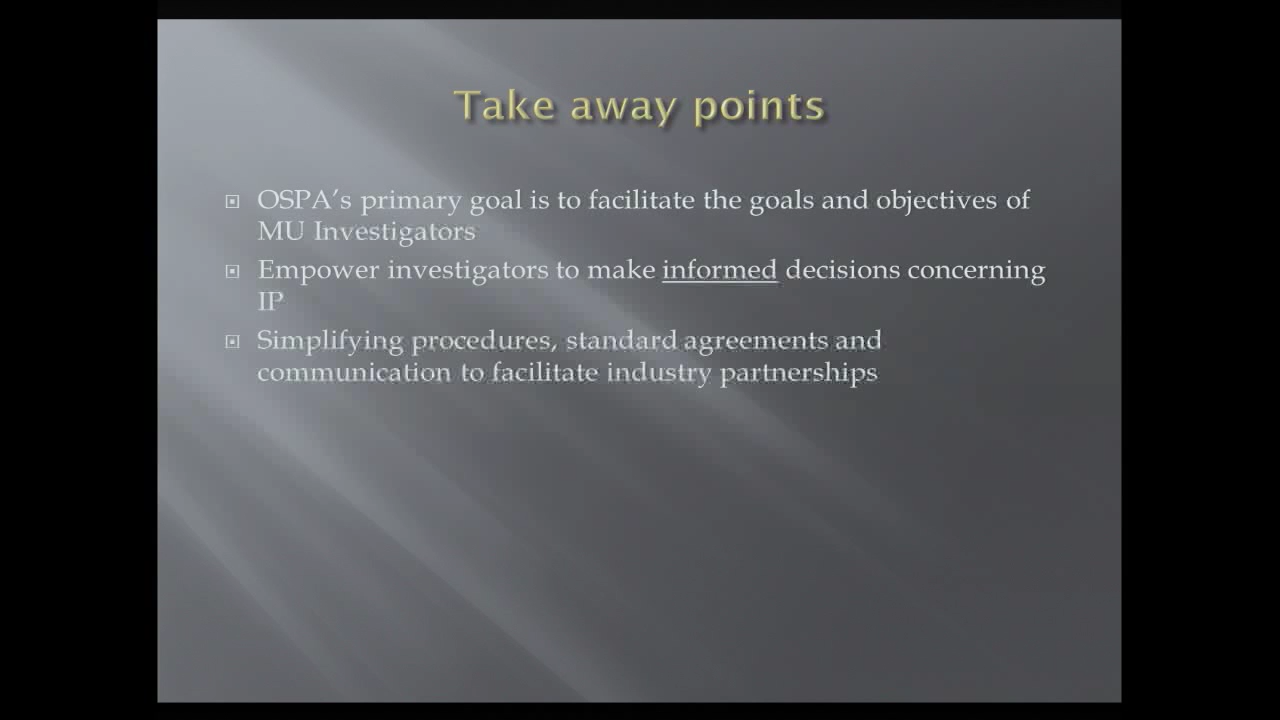 Take away points
OSPA’s primary goal is to facilitate the goals and objectives of
MU Investigators
Empower investigators to make informed decisions concerning
IP
Simplifying procedures, standard agreements and
communication to facilitate industry partnerships